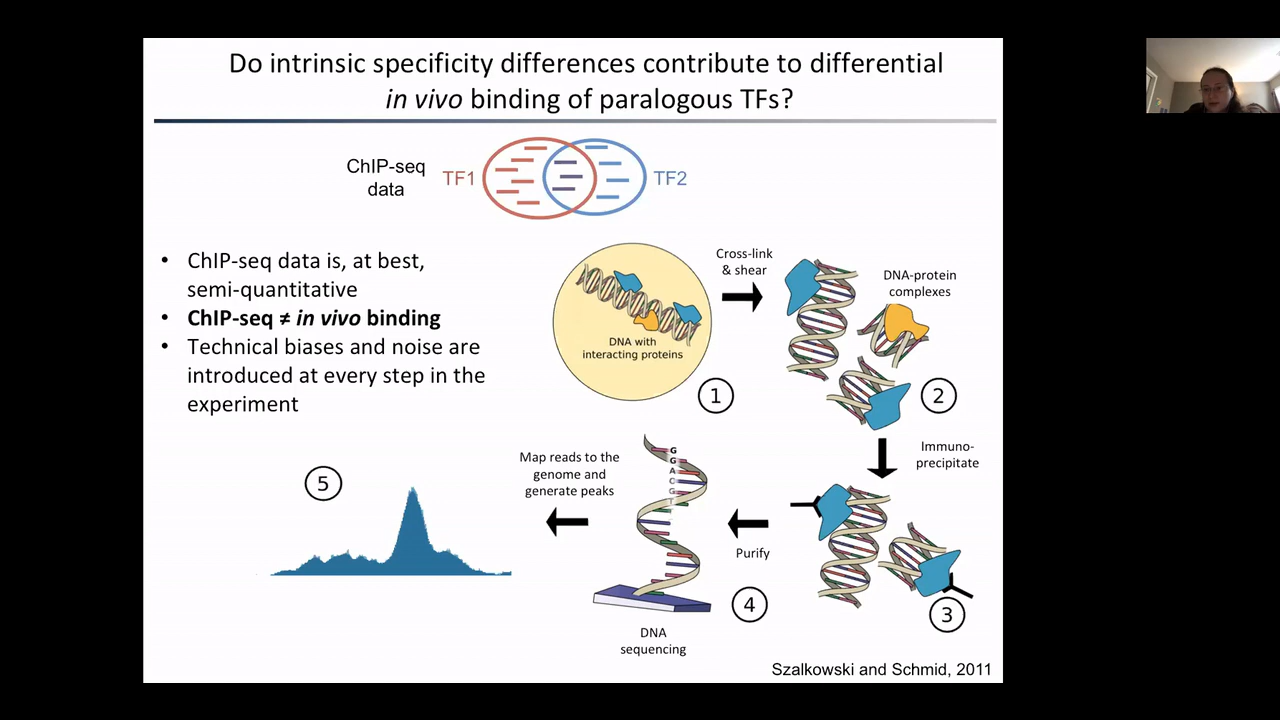 Do intrinsic specificity differences contribute to differential
in vivo binding of paralogous TFs?
ChIP-seq
data
TF1
TF2
• ChIP-seq data is, at best,
semi-quantitative
• ChIP-seq ≠ in vivo binding
• Technical biases and noise are
introduced at every step in the
experiment
DNA with
interacting proteins
1
Cross-link
& shear
DNA-protein
complexes
2
Immuno-
precipitate
3
Purify
G
G
A
C
G
T
4
DNA
sequencing
Map reads to the
genome and
generate peaks
5
Szalkowski and Schmid, 2011